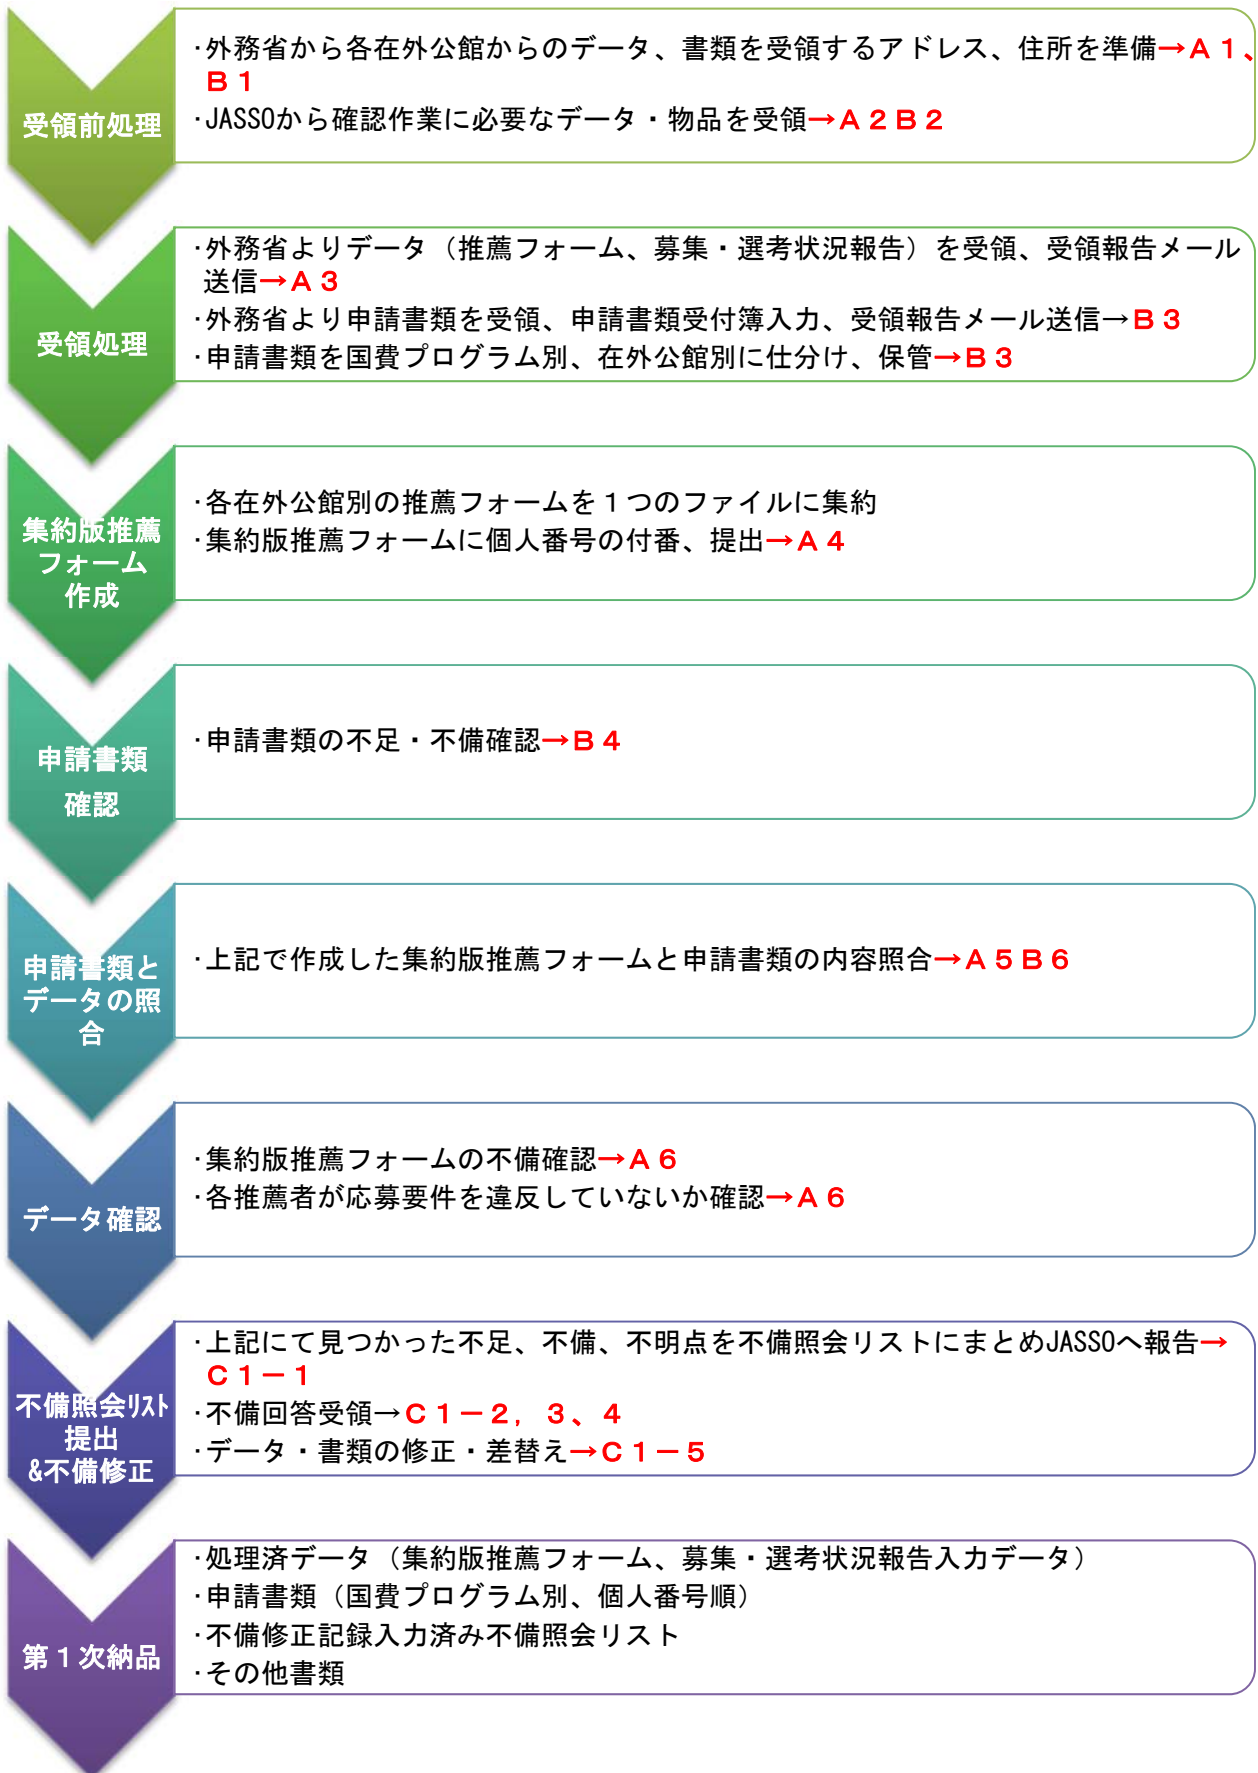 受領前処理
・外務省から各在外公館からのデータ、書類を受領するアドレス、住所を準備→Ａ１、
Ｂ１
・JASSOから確認作業に必要なデータ・物品を受領→Ａ２Ｂ２
受領処理
・外務省よりデータ（推薦フォーム、募集・選考状況報告）を受領、受領報告メール
送信→Ａ３
・外務省より申請書類を受領、申請書類受付簿入力、受領報告メール送信→Ｂ３
・申請書類を国費プログラム別、在外公館別に仕分け、保管→Ｂ３
集約版推薦
フォーム
作成
・各在外公館別の推薦フォームを１つのファイルに集約
・集約版推薦フォームに個人番号の付番、提出→Ａ４
申請書類
確認
・申請書類の不足・不備確認→Ｂ４
申請書類と
データの照
合
・上記で作成した集約版推薦フォームと申請書類の内容照合→Ａ５Ｂ６
データ確認
・集約版推薦フォームの不備確認→Ａ６
・各推薦者が応募要件を違反していないか確認→Ａ６
不備照会ﾘｽﾄ
提出
&不備修正
・上記にて見つかった不足、不備、不明点を不備照会リストにまとめJASSOへ報告→
Ｃ１－１
・不備回答受領→Ｃ１－２，３、４
・データ・書類の修正・差替え→Ｃ１－５
第１次納品
・処理済データ（集約版推薦フォーム、募集・選考状況報告入力データ）
・申請書類（国費プログラム別、個人番号順）
・不備修正記録入力済み不備照会リスト
・その他書類